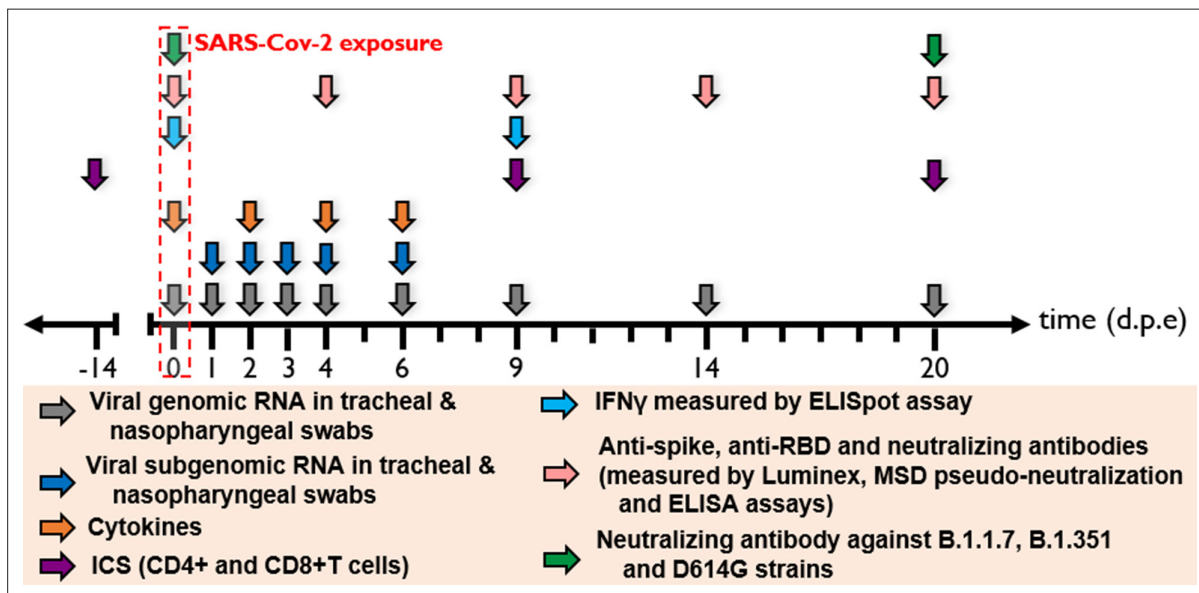 SARS-Cov-2 exposure
time (d.p.e)
-14 0 1 2 3 4 6 9 14 20
Viral genomic RNA in tracheal &
nasopharyngeal swabs
Viral subgenomic RNA in tracheal &
nasopharyngeal swabs
Cytokines
ICS (CD4+ and CD8+T cells)
IFNγ measured by ELISpot assay
Anti-spike, anti-RBD and neutralizing antibodies
(measured by Luminex, MSD pseudo-neutralization
and ELISA assays)
Neutralizing antibody against B.1.1.7, B.1.351
and D614G strains